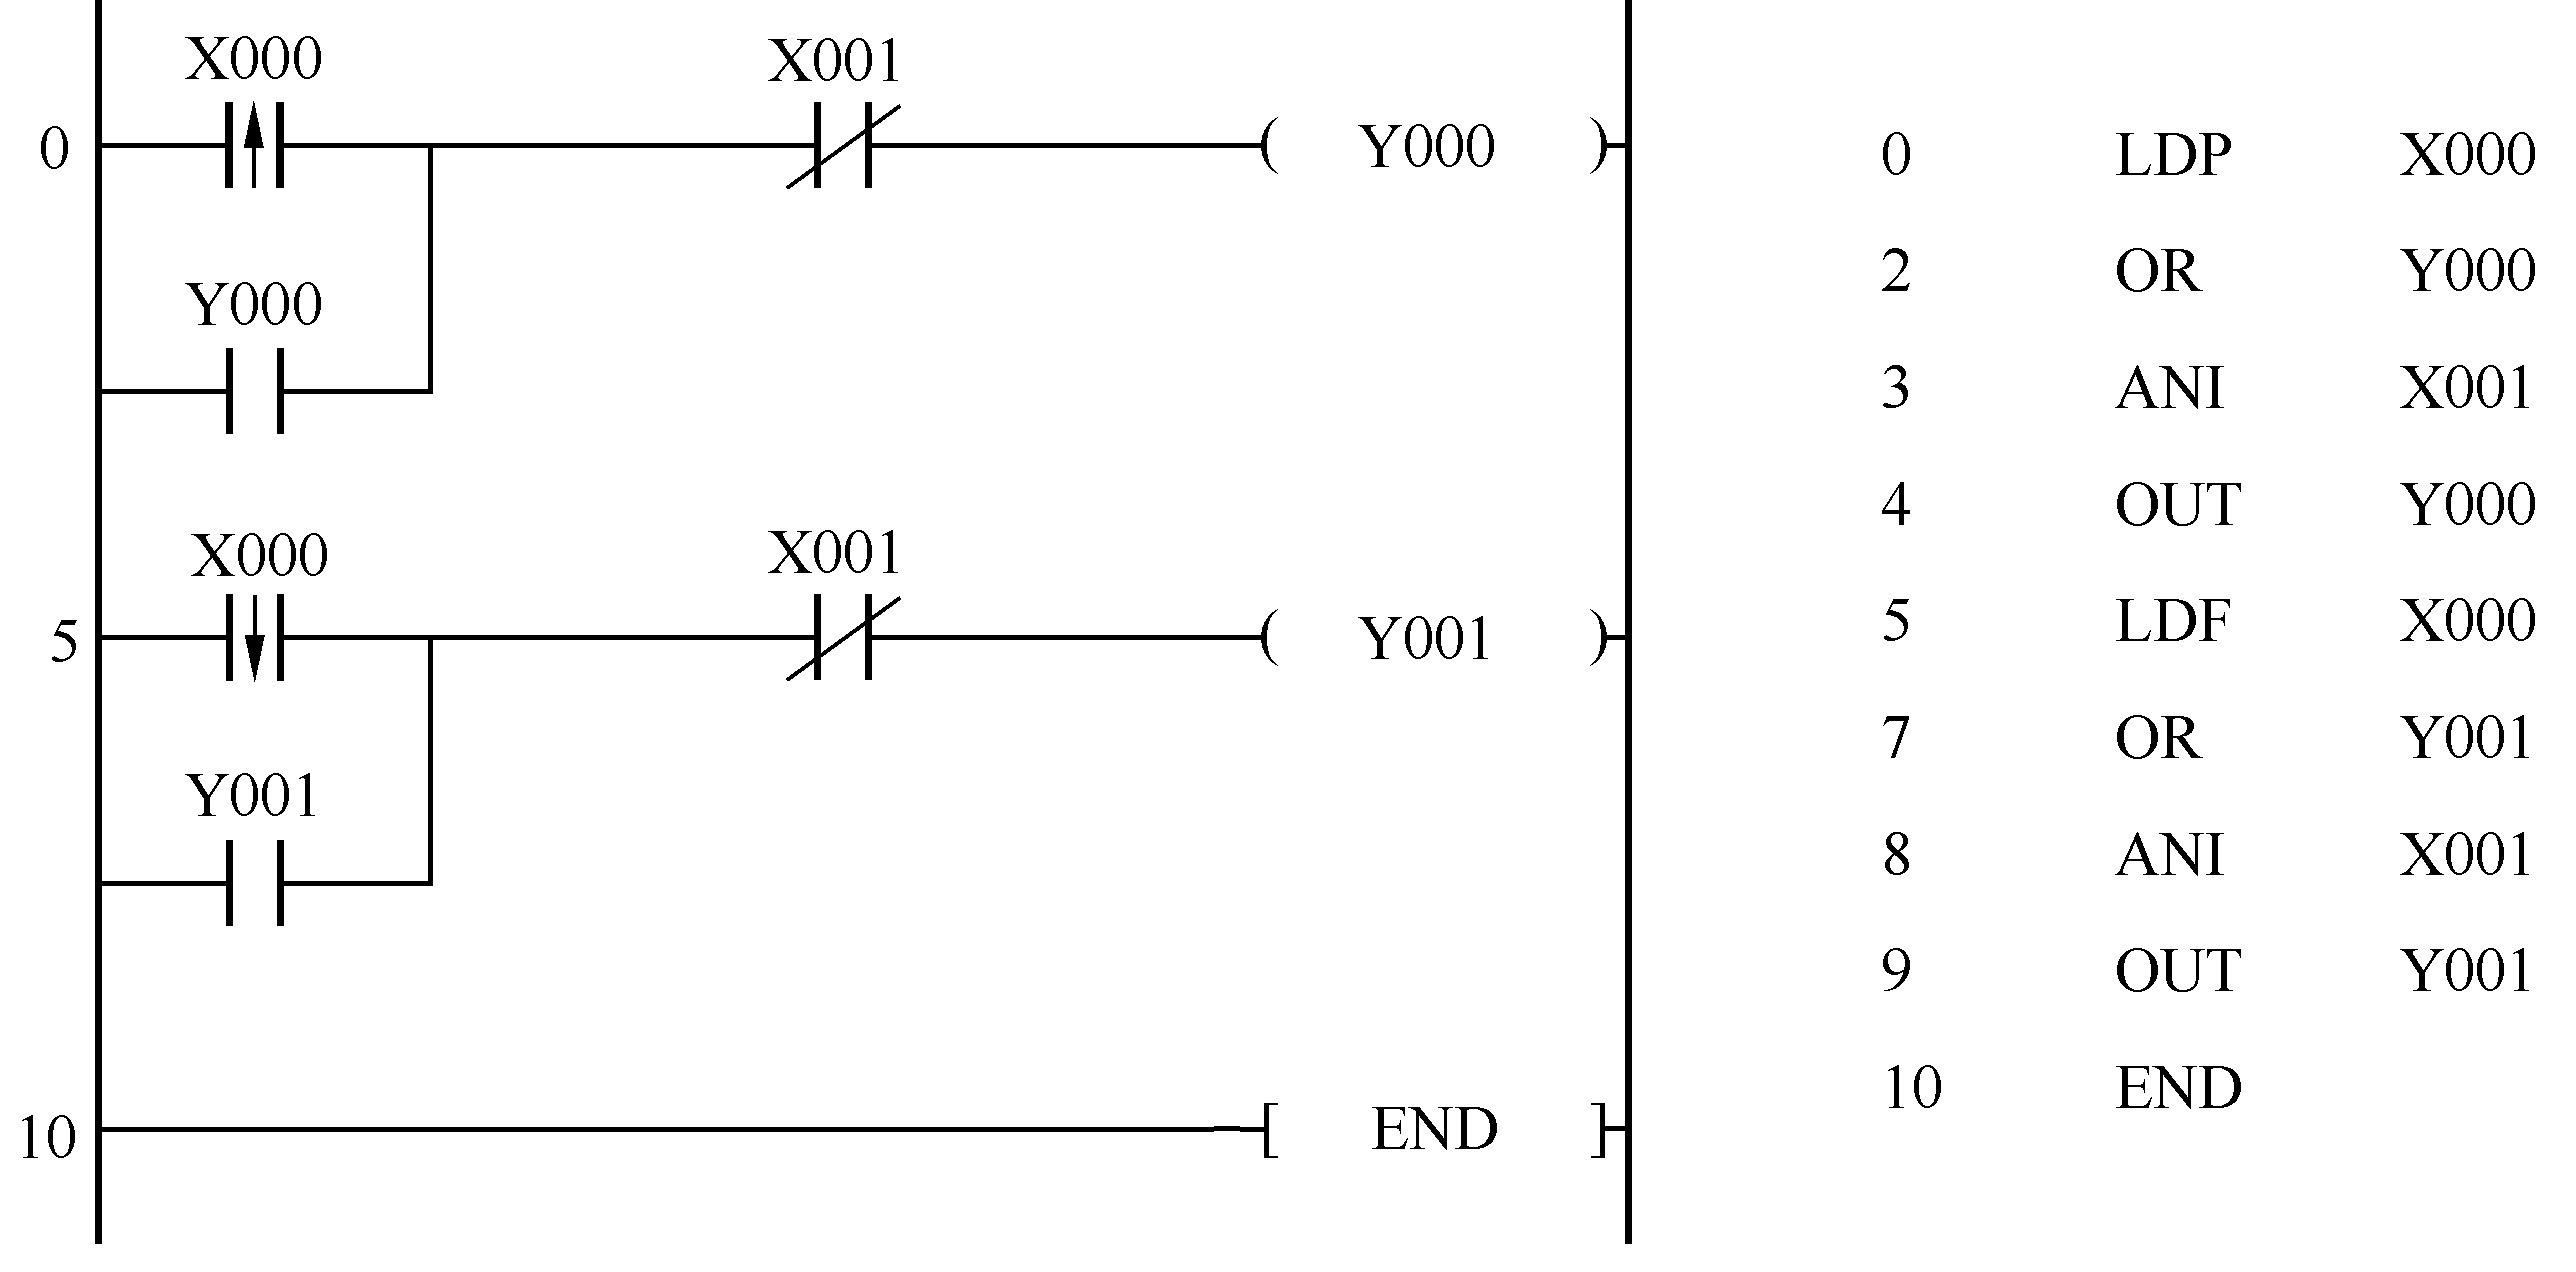 X000 X001
0 Y000
Y000
X000 X001
5 Y001
Y001
10 END
0 LDP X000
2 OR Y000
3 ANI X001
4 OUT Y000
5 LDF X000
7 OR Y001
8 ANI X001
9 OUT Y001
10 END